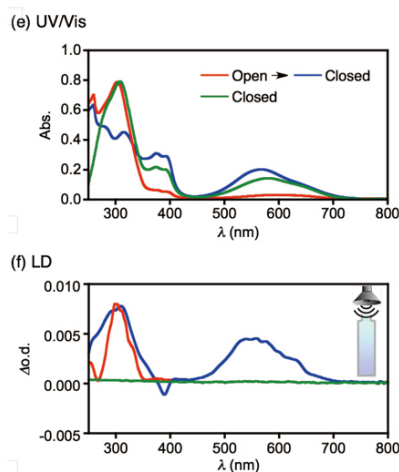 (e) UV/Vis
1.0
0.8
0.6
0.4
0.2
0.0
Abs.
Open → Closed
Closed
300 400 500 600 700 800
λ (nm)
(f) LD
0.010
0.005
0.000
-0.005
Δo.d.
300 400 500 600 700 800
λ (nm)